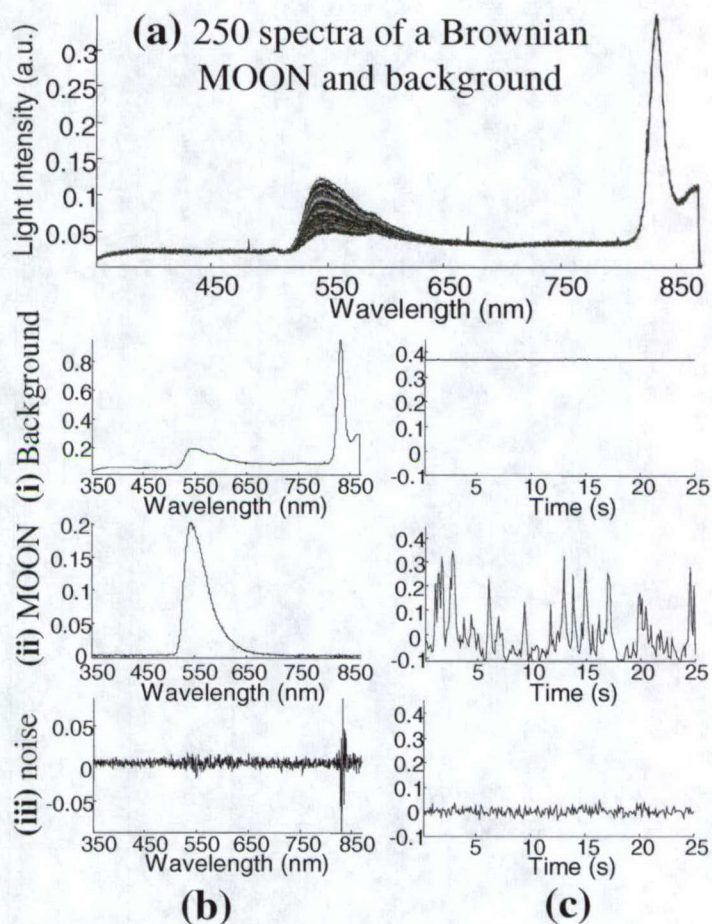 (a) 250 spectra of a Brownian
MOON and background
Light Intensity (a.u.)
0.3
0.25
0.2
0.15
0.1
0.05
450 550 650 750 850
Wavelength (nm)
(i) Background
0.8
0.6
0.4
0.2
350 450 550 650 750 850
Wavelength (nm)
0.4
0.3
0.2
0.1
0
-0.1
5 10 15 20 25
Time (s)
(ii) MOON
0.2
0.15
0.1
0.05
0
350 450 550 650 750 850
Wavelength (nm)
0.4
0.3
0.2
0.1
0
-0.1
5 10 15 20 25
Time (s)
(iii) noise
0.05
0
-0.05
350 450 550 650 750 850
Wavelength (nm)
0.4
0.3
0.2
0.1
0
0.1
5 10 15 20 25
Time (s)
(b) (c)